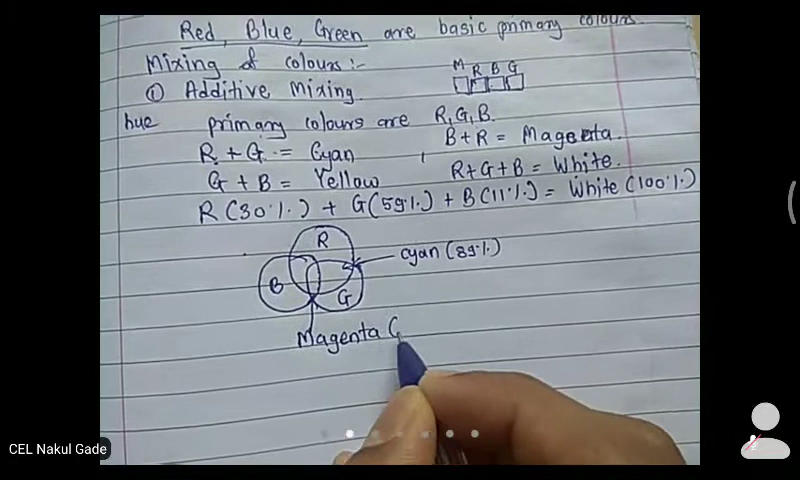 Red, Blue, Green are basic primary colours.
Mixing of colours:-
M R B G
① Additive Mixing
hue primary colours are R, G, B.
R + G = Cyan
B + R = Magenta.
G + B = Yellow
R+G+B = White.
R (30%) + G(59%) + B(11%) = White (100%)
R
cyan (89%)
B
G
Magenta (
CEL Nakul Gade